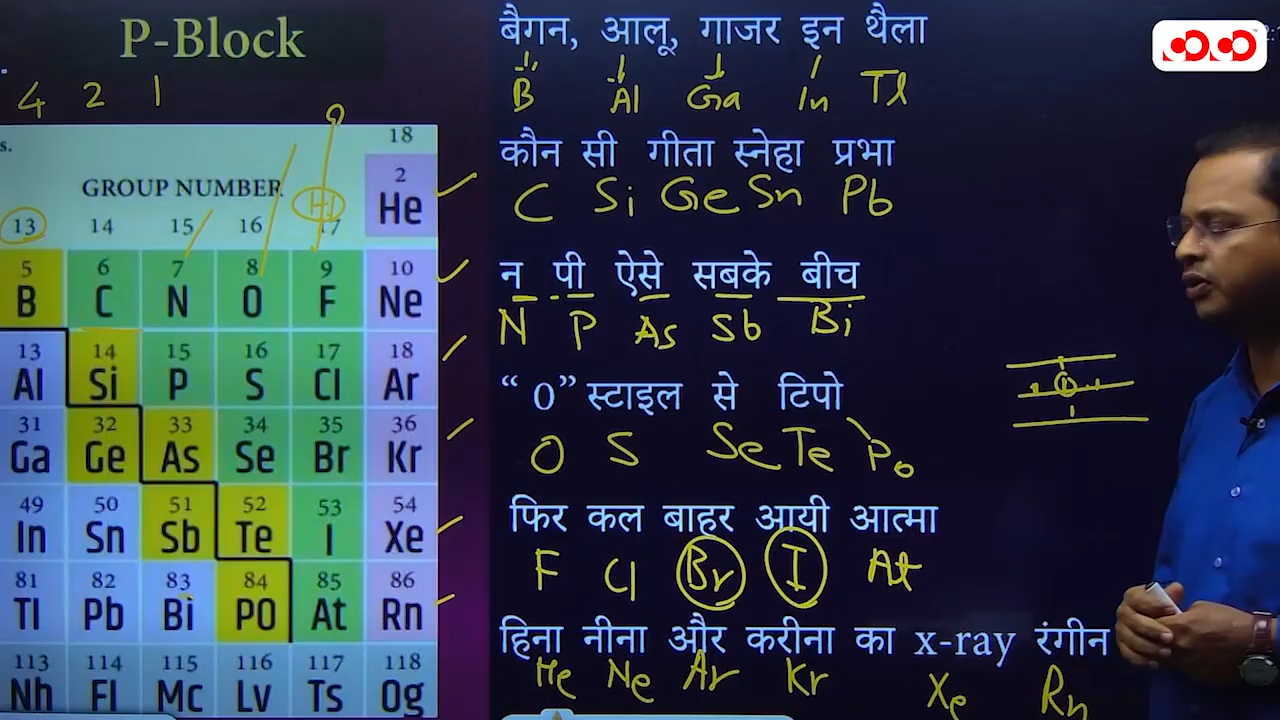 P-Block
4 2 1
s.
18
GROUP NUMBER
2
He
H
13 14 15 16 17
5 6 7 8 9 10
B C N O F Ne
13 14 15 16 17 18
Al Si P S Cl Ar
31 32 33 34 35 36
Ga Ge As Se Br Kr
49 50 51 52 53 54
In Sn Sb Te I Xe
81 82 83 84 85 86
Tl Pb Bi PO At Rn
113 114 115 116 117 118
Nh Fl Mc Lv Ts Og
बैगन, आलू, गाजर इन थैला
B Al Ga In Tl
कौन सी गीता स्नेहा प्रभा
C Si Ge Sn Pb
न पी ऐसे सबके बीच
N P As Sb Bi
“O” स्टाइल से टिपो
O S Se Te Po
फिर कल बाहर आयी आत्मा
F Cl Br I At
हिना नीना और करीना का x-ray रंगीन
He Ne Ar Kr Xe Rn